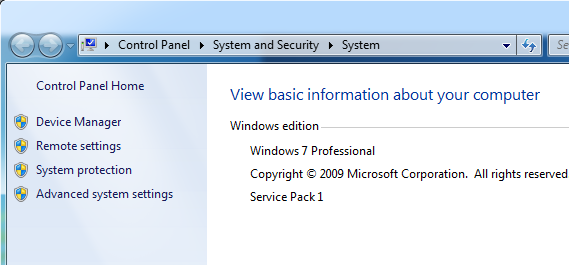 Control Panel System and Security System Se
Control Panel Home
Device Manager
Remote settings
System protection
Advanced system settings
View basic information about your computer
Windows edition
Windows 7 Professional
Copyright © 2009 Microsoft Corporation. All rights reserved
Service Pack 1